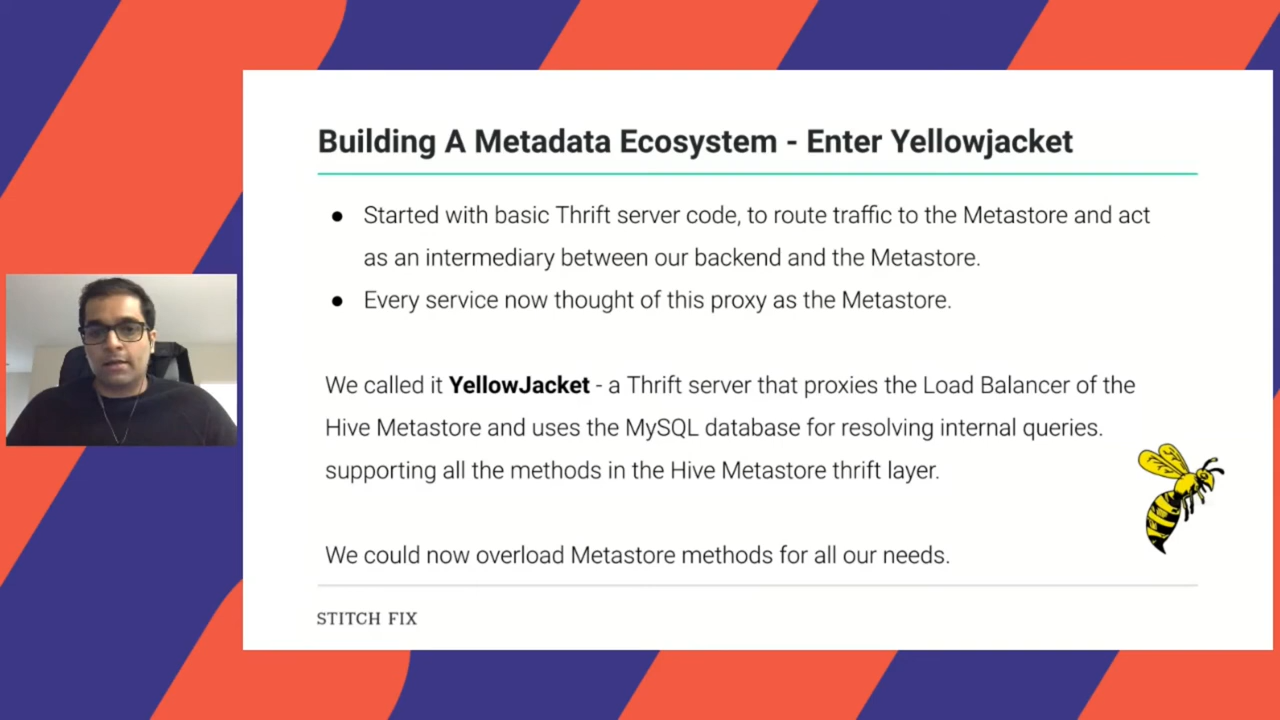 Building A Metadata Ecosystem - Enter Yellowjacket
● Started with basic Thrift server code, to route traffic to the Metastore and act
as an intermediary between our backend and the Metastore.
● Every service now thought of this proxy as the Metastore.
We called it YellowJacket - a Thrift server that proxies the Load Balancer of the
Hive Metastore and uses the MySQL database for resolving internal queries.
supporting all the methods in the Hive Metastore thrift layer.
We could now overload Metastore methods for all our needs.
STITCH FIX